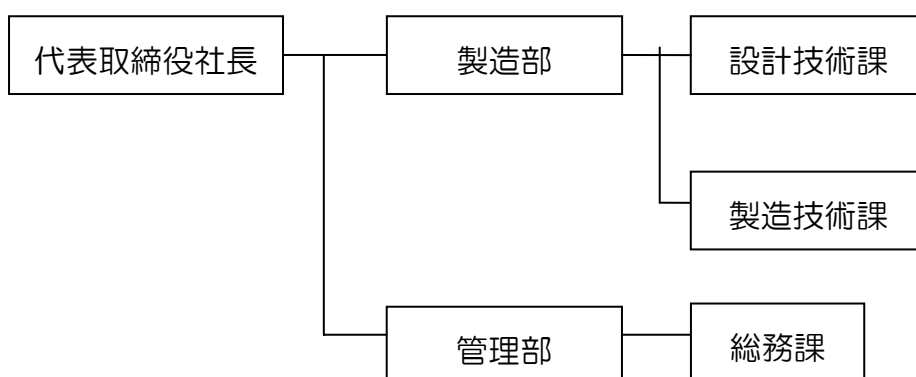 代表取締役社長
製造部
設計技術課
製造技術課
管理部
総務課